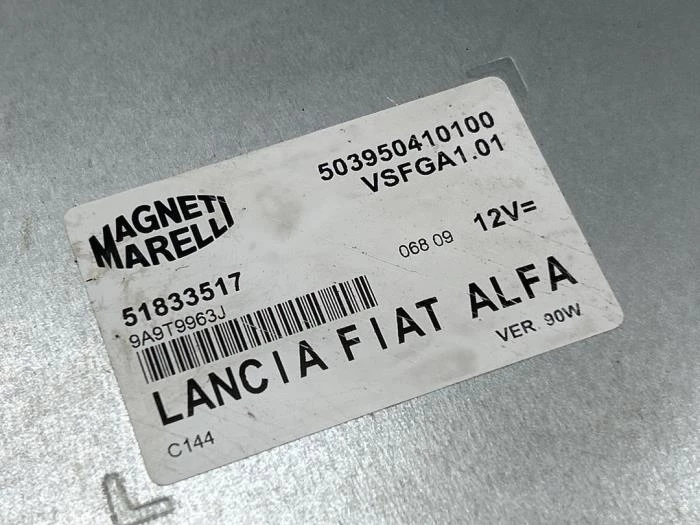 503950410100
VSFGA1.01
MAGNETI
MARELLI
068 09 12V=
51833517
9A9T9963J
LANCIA FIAT ALFA
VER. 90W
C144